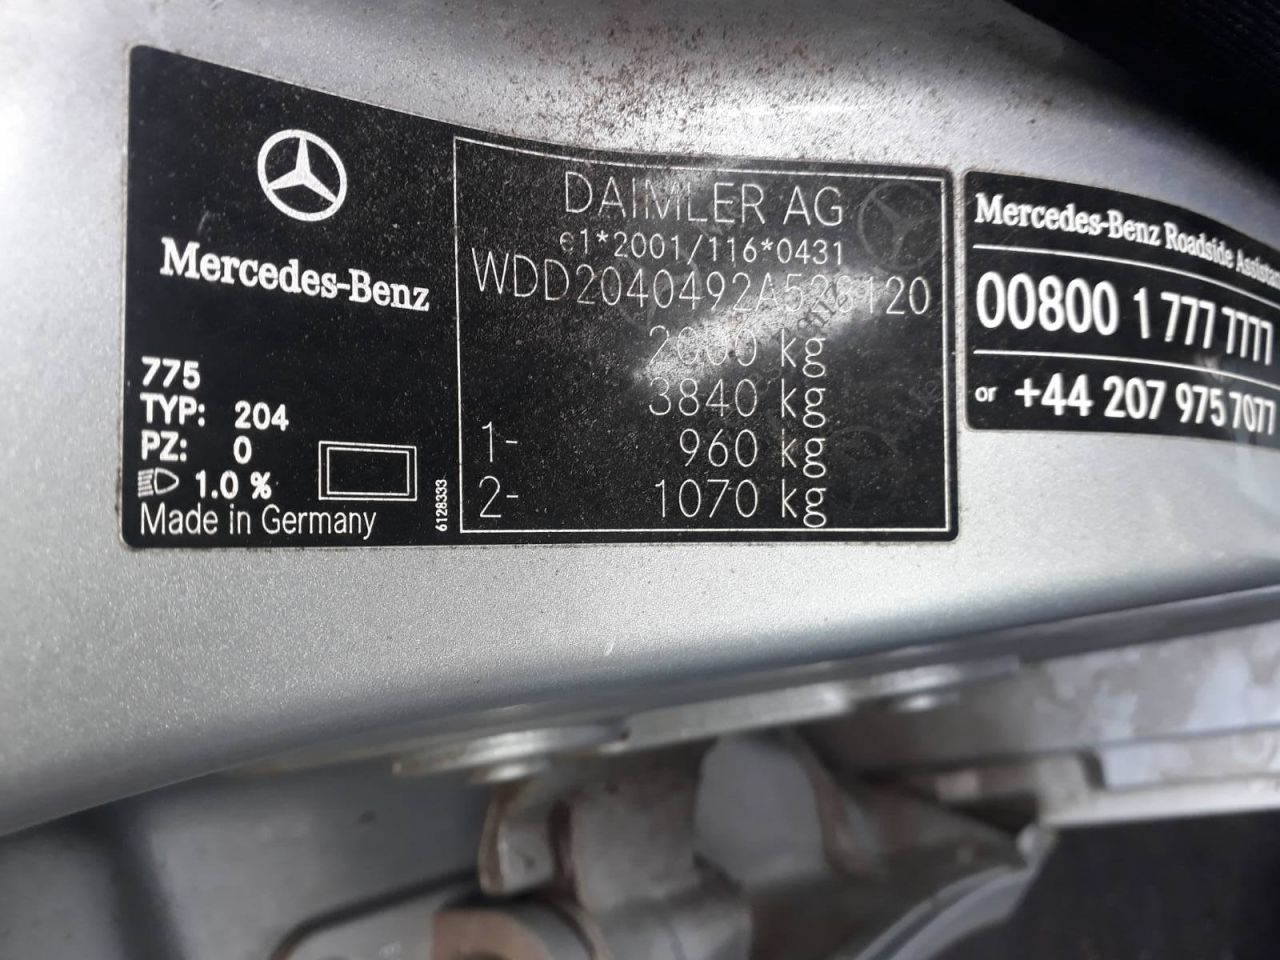 Mercedes-Benz
775
TYP: 204
PZ: 0
1.0 %
Made in Germany
6128333
DAIMLER AG
e1*2001/116*0431
kg
3840 kg
1- 960 kg
2- 1070 kg
Mercedes-Benz Roadside
00800 1 777 7777
or +44 207 975 7077